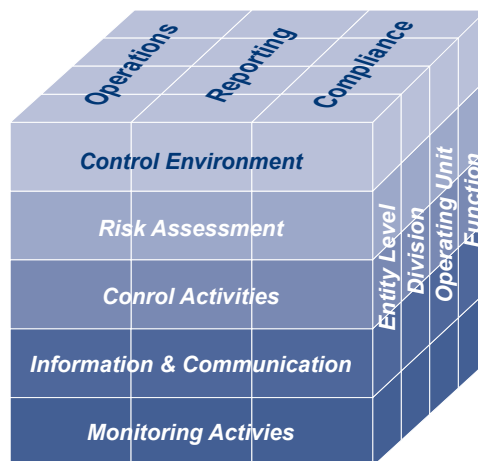 Operations
Reporting
Compliance
Control Environment
Risk Assessment
Conrol Activities
Information & Communication
Monitoring Activies
Entity Level
Division
Operating Unit
Function